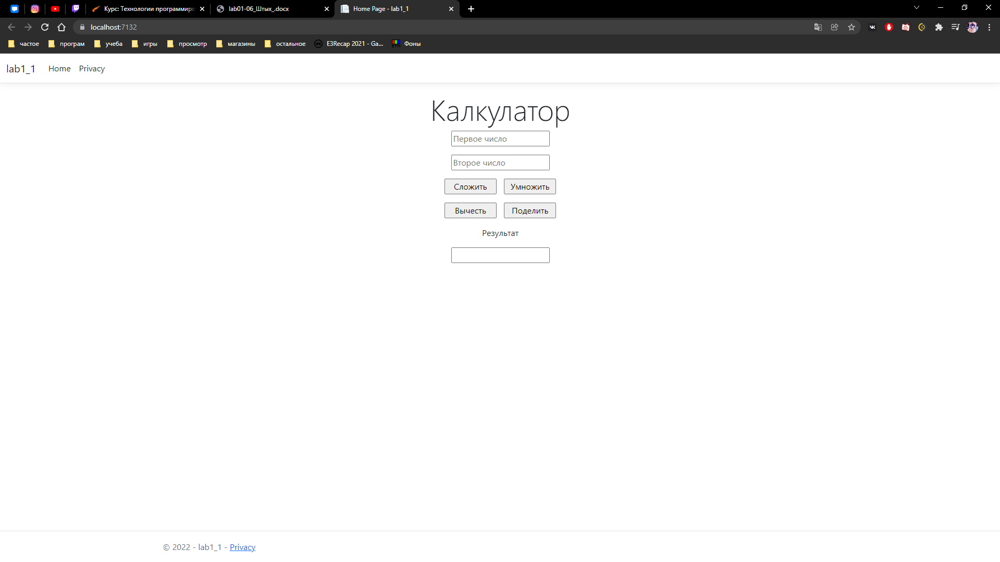 Курс: Технологии программиро
lab01-06_Штых_.docx
Home Page - lab1_1
localhost:7132
частое
програм
учеба
игры
просмотр
магазины
остальное
E3Recap 2021 - Ga...
Фоны
lab1_1
Home
Privacy
Калкулатор
Первое число
Второе число
Сложить
Умножить
Вычесть
Поделить
Результат
© 2022 - lab1_1 - Privacy